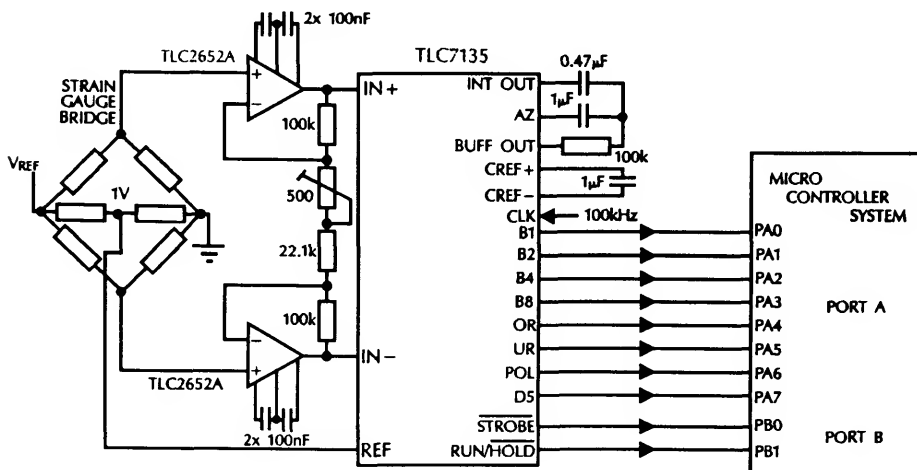 2x 100nF
TLC2652A
TLC7135
STRAIN
GAUGE
BRIDGE
VREF
1V
+
−
100k
500
22.1k
100k
−
+
TLC2652A
2x 100nF
IN+
IN−
REF
INT OUT
AZ
BUFF OUT
CREF+
CREF−
CLK
B1
B2
B4
B8
OR
UR
POL
D5
STROBE
RUN/HOLD
0.47µF
1µF
100k
1µF
100kHz
MICRO
CONTROLLER
SYSTEM
PA0
PA1
PA2
PA3
PORT A
PA4
PA5
PA6
PA7
PB0
PORT B
PB1